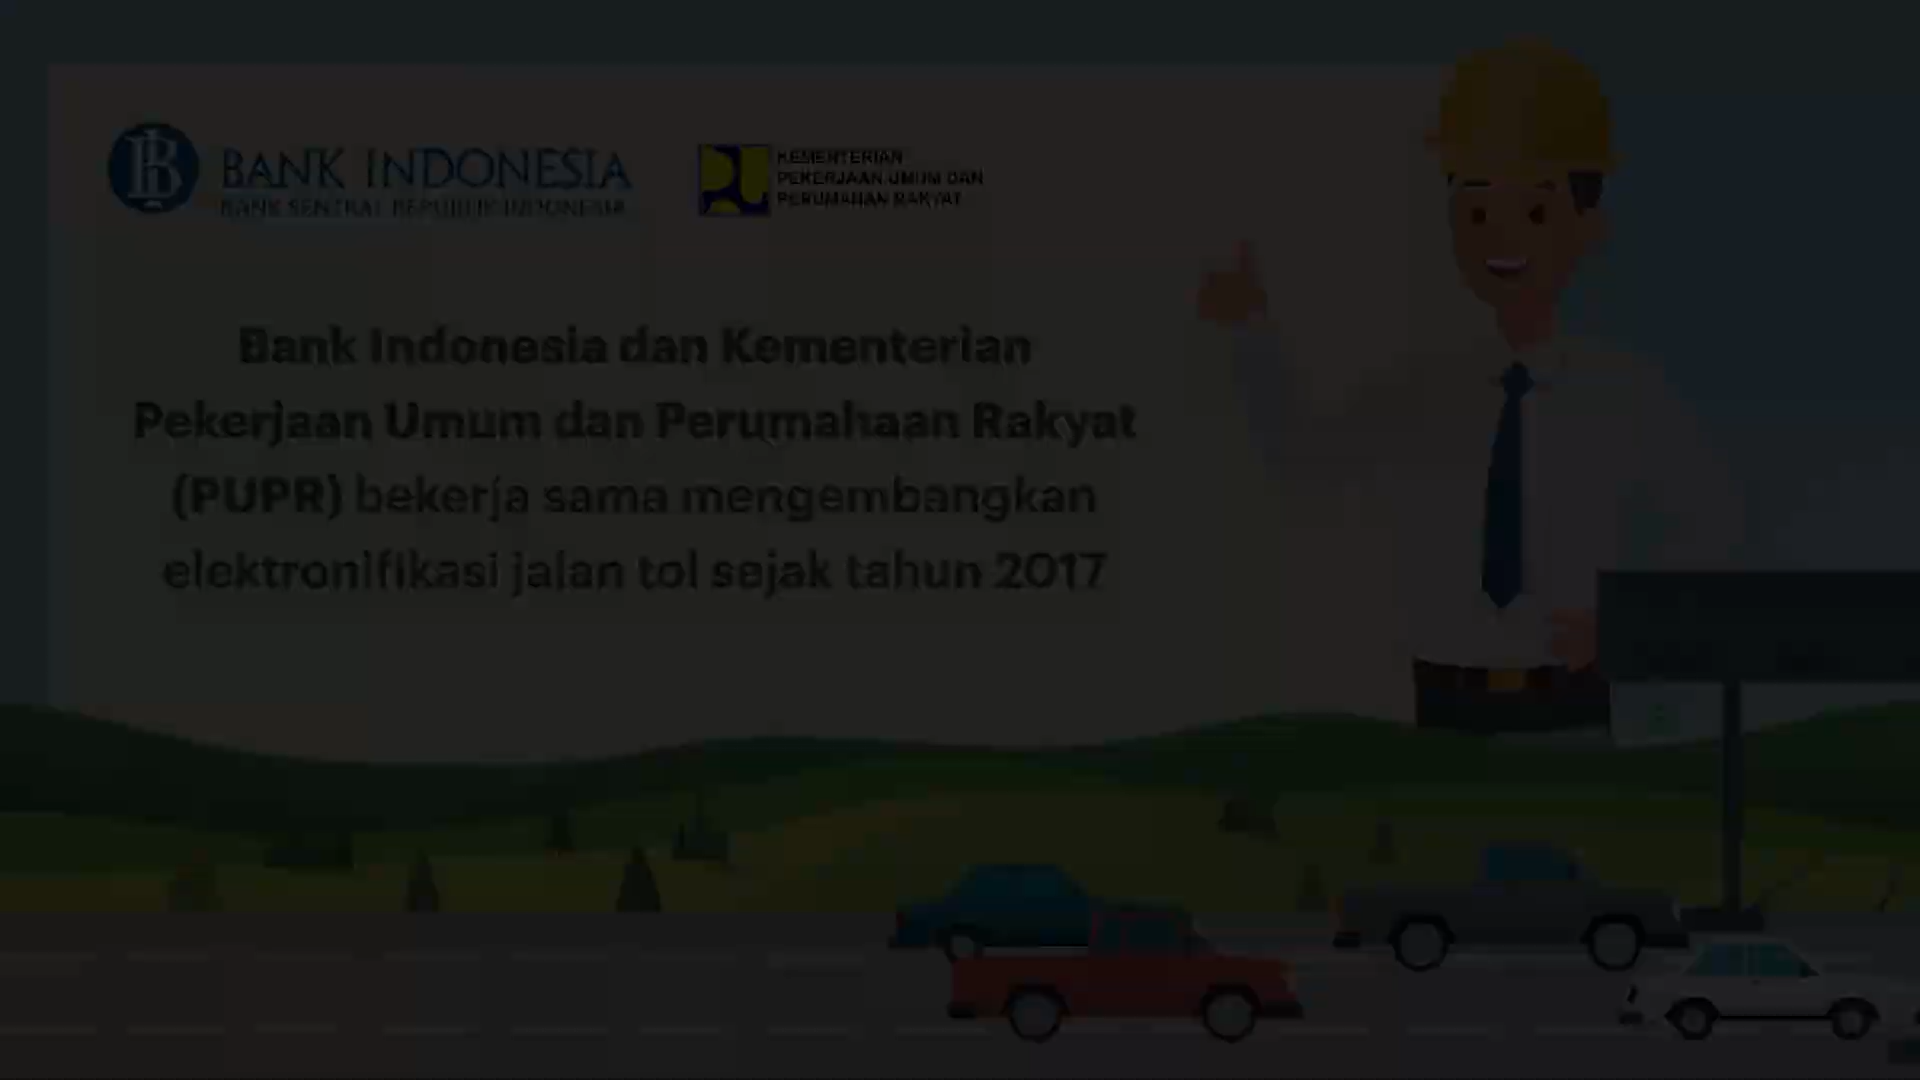 BANK INDONESIA
BANK SENTRAL REPUBLIK INDONESIA
KEMENTERIAN
PEKERJAAN UMUM DAN
PERUMAHAN RAKYAT
Bank Indonesia dan Kementerian
Pekerjaan Umum dan Perumahaan Rakyat
(PUPR) bekerja sama mengembangkan
elektronifikasi jalan tol sejak tahun 2017